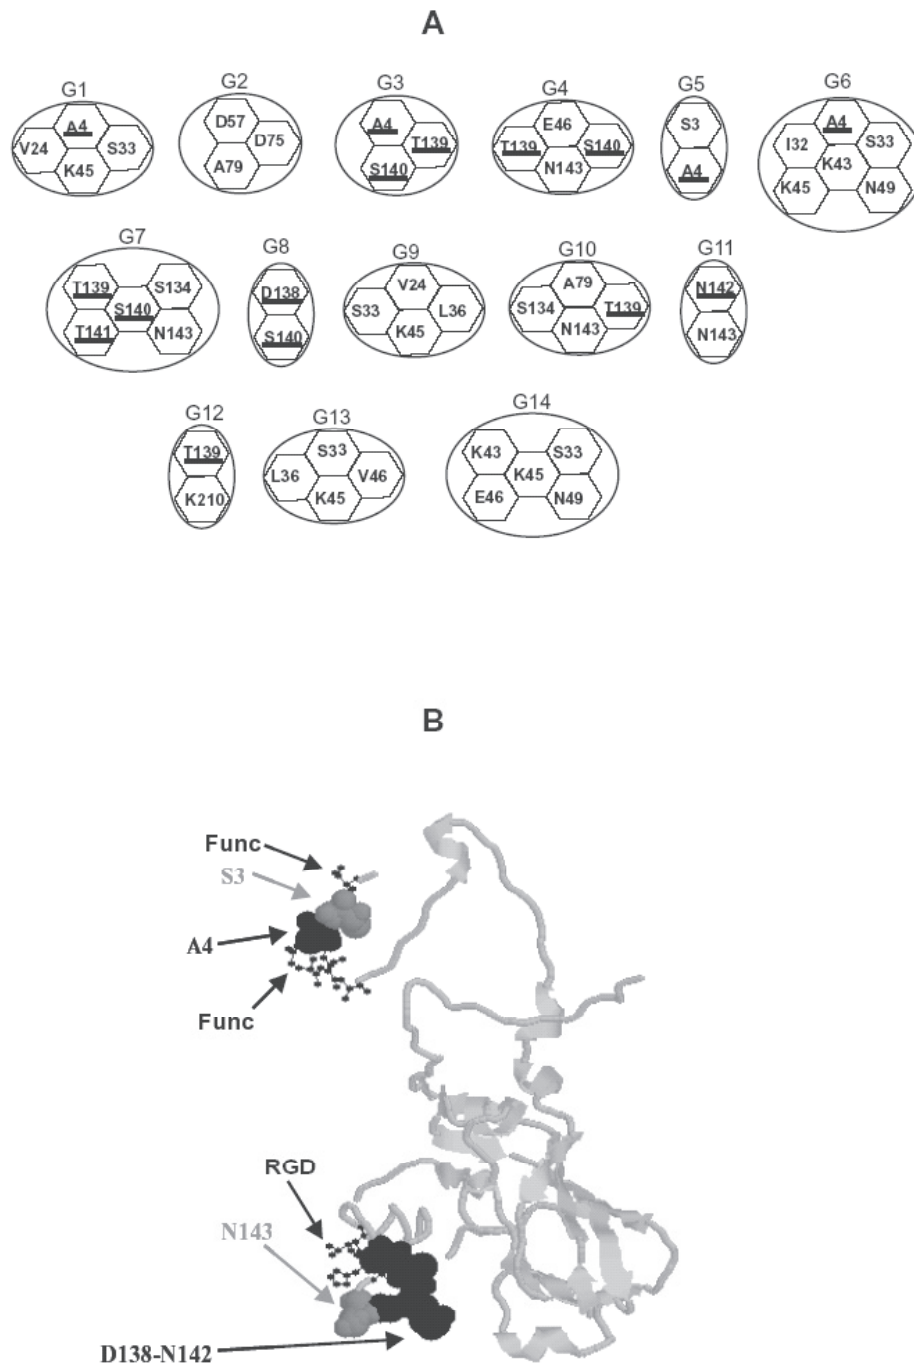 A
G1
G2
G3
G4
G5
G6
A4
V24
S33
K45
D57
D75
A79
A4
T139
S140
E46
T139
S140
N143
S3
A4
A4
I32
S33
K43
K45
N49
G7
G8
G9
G10
G11
T139
S134
S140
T141
N143
D138
S140
V24
S33
L36
K45
A79
S134
T139
N143
N142
N143
G12
G13
G14
T139
K210
S33
L36
V46
K45
K43
S33
K45
E46
N49
B
Func
S3
A4
Func
RGD
N143
D138-N142